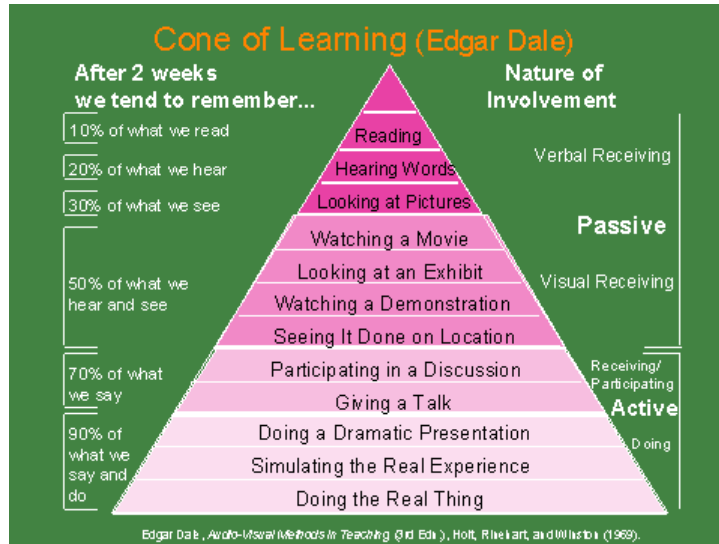 Cone of Learning (Edgar Dale)
After 2 weeks
we tend to remember...
Nature of
Involvement
10% of what we read
Reading
Verbal Receiving
20% of what we hear
Hearing Words
30% of what we see
Looking at Pictures
Passive
50% of what we
hear and see
Watching a Movie
Looking at an Exhibit
Watching a Demonstration
Seeing It Done on Location
Visual Receiving
70% of what
we say
Participating in a Discussion
Giving a Talk
Receiving/
Participating
Active
90% of
what we
say and
do
Doing a Dramatic Presentation
Simulating the Real Experience
Doing the Real Thing
Doing
Edgar Dale, Audio-Visual Methods in Teaching (3rd Edn.), Holt, Rinehart, and Winston (1969).